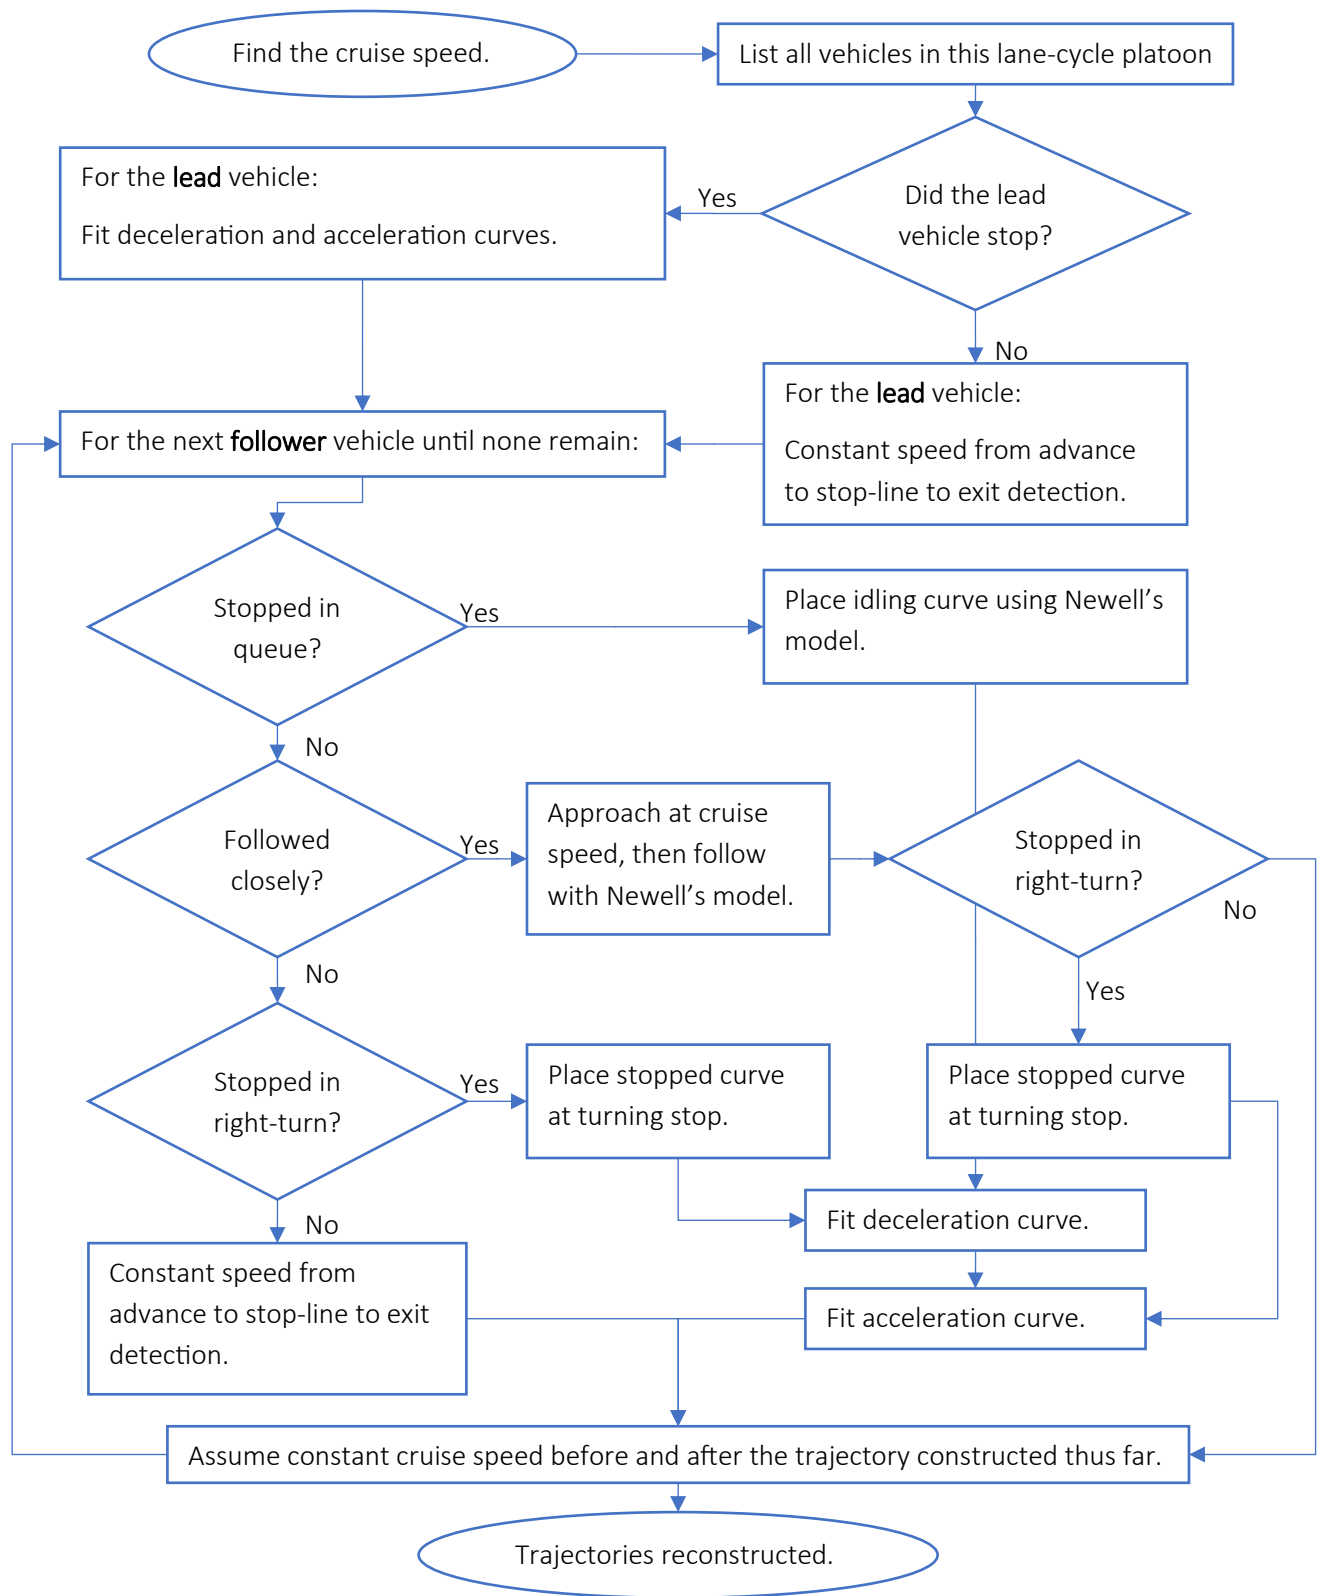 Find the cruise speed.
List all vehicles in this lane-cycle platoon
Did the lead
vehicle stop?
Yes
For the lead vehicle:
Fit deceleration and acceleration curves.
No
For the lead vehicle:
Constant speed from advance
to stop-line to exit detection.
For the next follower vehicle until none remain:
Stopped in
queue?
Yes
Place idling curve using Newell’s
model.
No
Followed
closely?
Yes
Approach at cruise
speed, then follow
with Newell’s model.
Stopped in
right-turn?
No
Yes
No
Stopped in
right-turn?
Yes
Place stopped curve
at turning stop.
Place stopped curve
at turning stop.
Fit deceleration curve.
No
Constant speed from
advance to stop-line to exit
detection.
Fit acceleration curve.
Assume constant cruise speed before and after the trajectory constructed thus far.
Trajectories reconstructed.